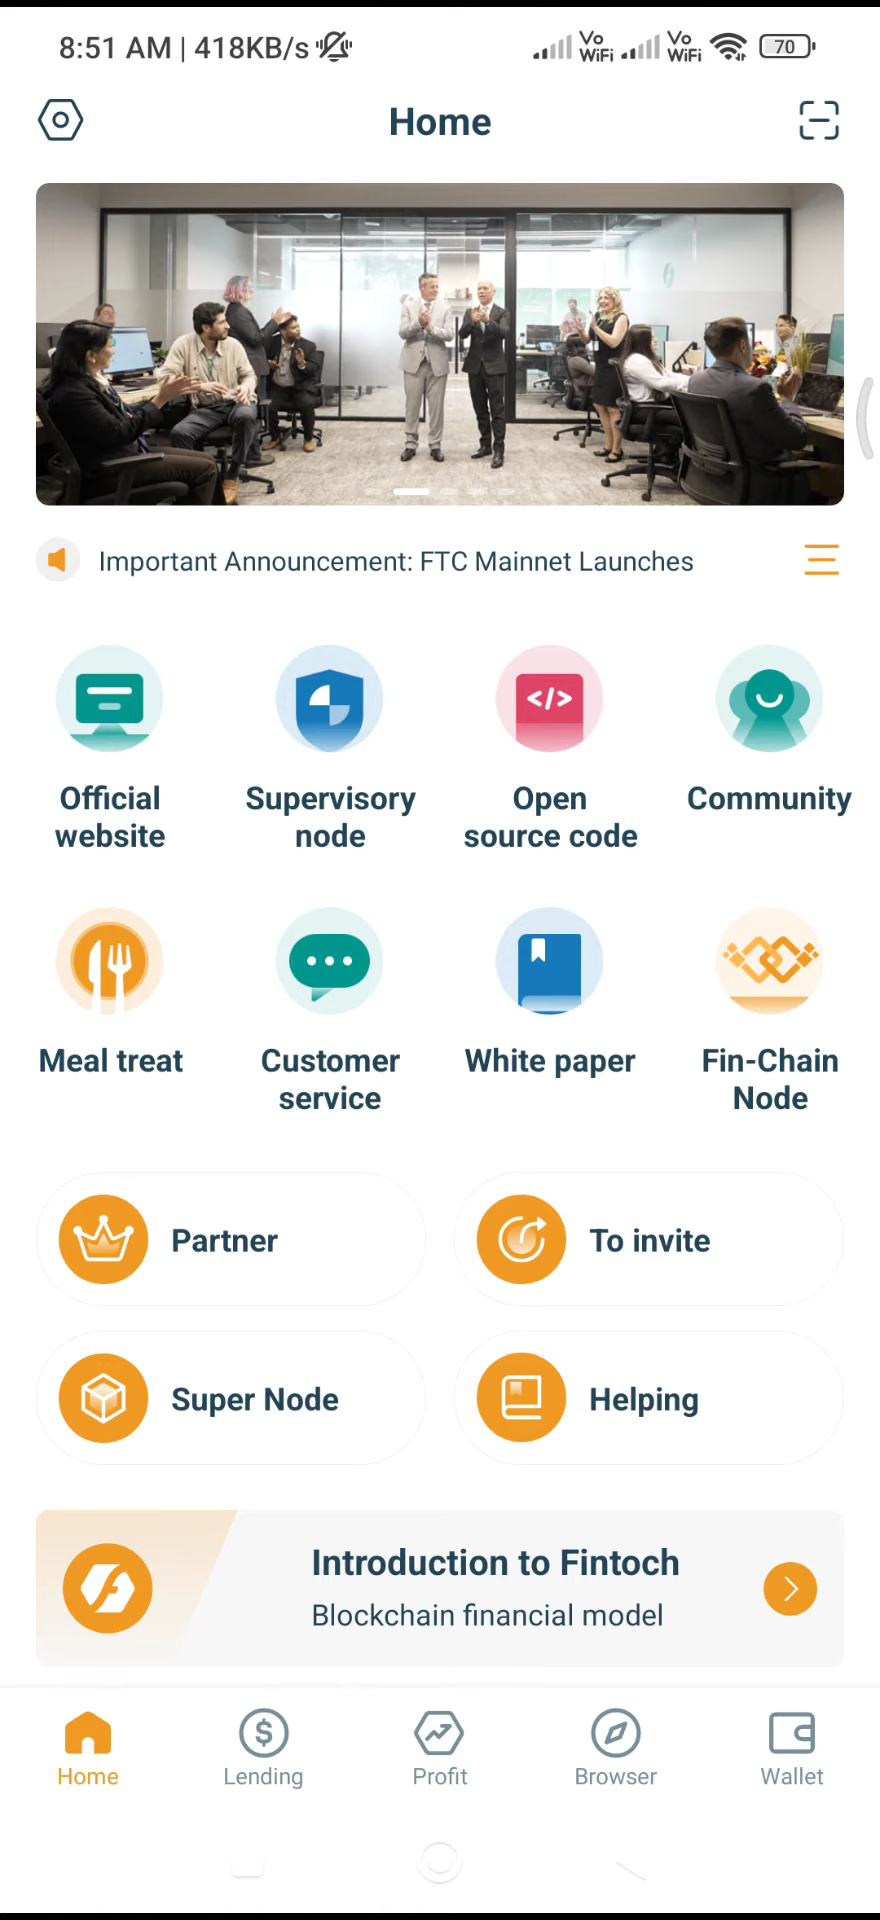 8:51 AM | 418KB/s
Vo WiFi
Vo WiFi
70
Home
Important Announcement: FTC Mainnet Launches
Official website
Supervisory node
Open source code
Community
Meal treat
Customer service
White paper
Fin-Chain Node
Partner
To invite
Super Node
Helping
Introduction to Fintoch
Blockchain financial model
Home
Lending
Profit
Browser
Wallet